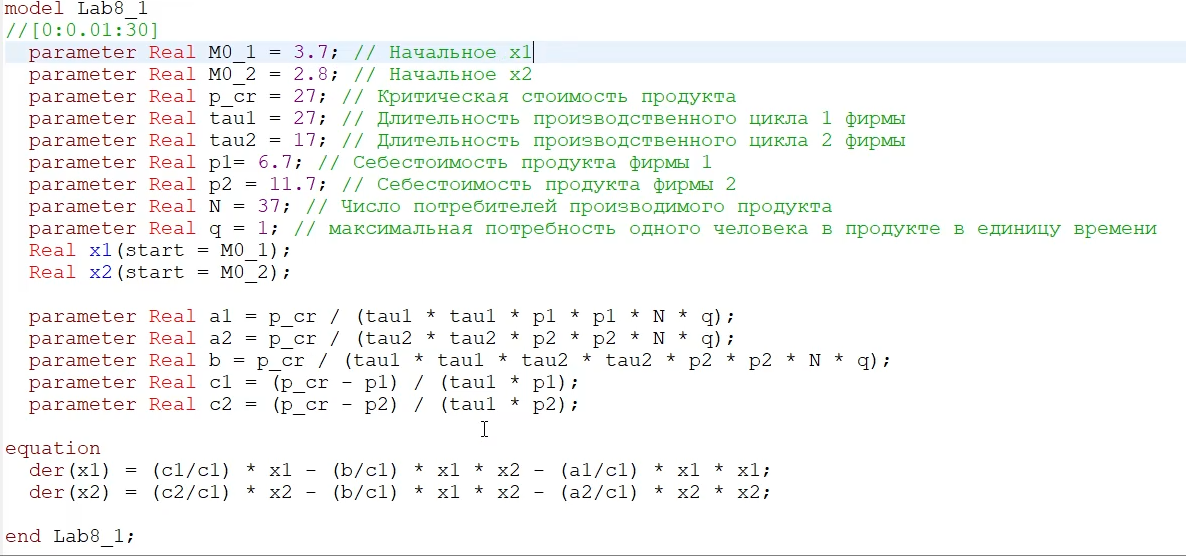 model Lab8_1
//[0:0.01:30]
parameter Real M0_1 = 3.7; // Начальное x1
parameter Real M0_2 = 2.8; // Начальное x2
parameter Real p_cr = 27; // Критическая стоимость продукта
parameter Real tau1 = 27; // Длительность производственного цикла 1 фирмы
parameter Real tau2 = 17; // Длительность производственного цикла 2 фирмы
parameter Real p1= 6.7; // Себестоимость продукта фирмы 1
parameter Real p2 = 11.7; // Себестоимость продукта фирмы 2
parameter Real N = 37; // Число потребителей производимого продукта
parameter Real q = 1; // максимальная потребность одного человека в продукте в единицу времени
Real x1(start = M0_1);
Real x2(start = M0_2);
parameter Real a1 = p_cr / (tau1 * tau1 * p1 * p1 * N * q);
parameter Real a2 = p_cr / (tau2 * tau2 * p2 * p2 * N * q);
parameter Real b = p_cr / (tau1 * tau1 * tau2 * tau2 * p2 * p2 * N * q);
parameter Real c1 = (p_cr - p1) / (tau1 * p1);
parameter Real c2 = (p_cr - p2) / (tau1 * p2);
equation
der(x1) = (c1/c1) * x1 - (b/c1) * x1 * x2 - (a1/c1) * x1 * x1;
der(x2) = (c2/c1) * x2 - (b/c1) * x1 * x2 - (a2/c1) * x2 * x2;
end Lab8_1;